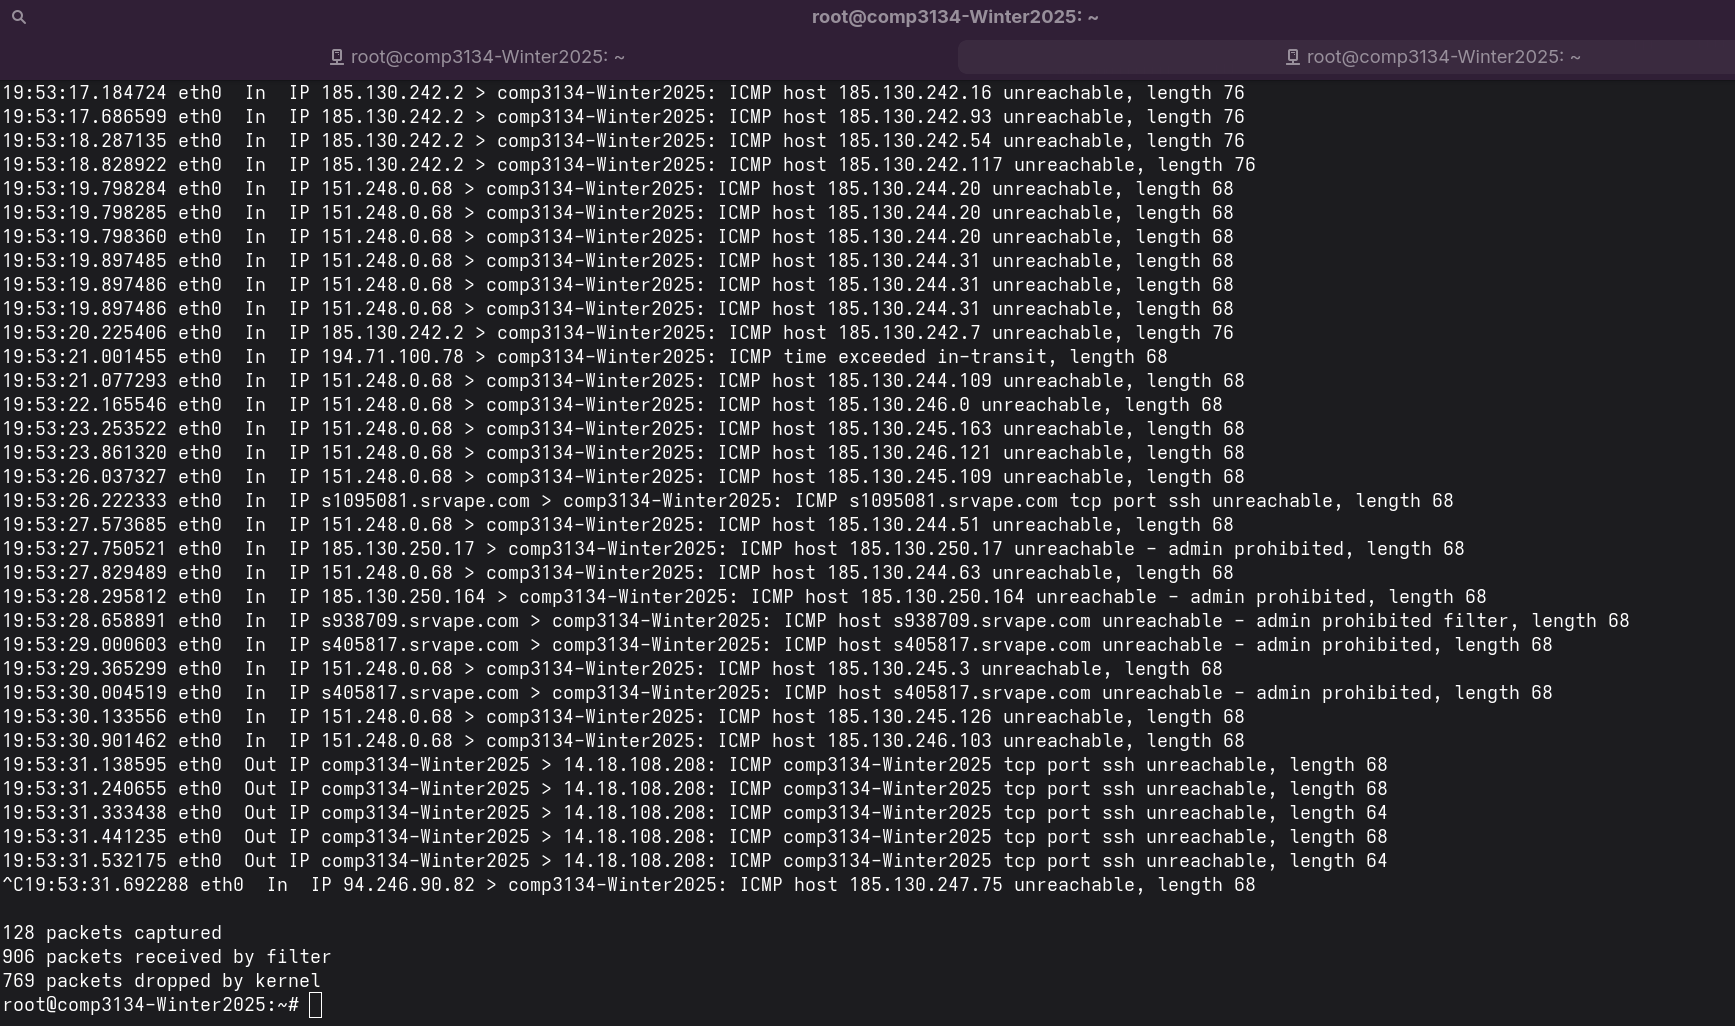 root@comp3134-Winter2025: ~
root@comp3134-Winter2025: ~
root@comp3134-Winter2025: ~
19:53:17.184724 eth0  In  IP 185.130.242.2 > comp3134-Winter2025: ICMP host 185.130.242.16 unreachable, length 76
19:53:17.686599 eth0  In  IP 185.130.242.2 > comp3134-Winter2025: ICMP host 185.130.242.93 unreachable, length 76
19:53:18.287135 eth0  In  IP 185.130.242.2 > comp3134-Winter2025: ICMP host 185.130.242.54 unreachable, length 76
19:53:18.828922 eth0  In  IP 185.130.242.2 > comp3134-Winter2025: ICMP host 185.130.242.117 unreachable, length 76
19:53:19.798284 eth0  In  IP 151.248.0.68 > comp3134-Winter2025: ICMP host 185.130.244.20 unreachable, length 68
19:53:19.798285 eth0  In  IP 151.248.0.68 > comp3134-Winter2025: ICMP host 185.130.244.20 unreachable, length 68
19:53:19.798360 eth0  In  IP 151.248.0.68 > comp3134-Winter2025: ICMP host 185.130.244.20 unreachable, length 68
19:53:19.897485 eth0  In  IP 151.248.0.68 > comp3134-Winter2025: ICMP host 185.130.244.31 unreachable, length 68
19:53:19.897486 eth0  In  IP 151.248.0.68 > comp3134-Winter2025: ICMP host 185.130.244.31 unreachable, length 68
19:53:19.897486 eth0  In  IP 151.248.0.68 > comp3134-Winter2025: ICMP host 185.130.244.31 unreachable, length 68
19:53:20.225406 eth0  In  IP 185.130.242.2 > comp3134-Winter2025: ICMP host 185.130.242.7 unreachable, length 76
19:53:21.001455 eth0  In  IP 194.71.100.78 > comp3134-Winter2025: ICMP time exceeded in-transit, length 68
19:53:21.077293 eth0  In  IP 151.248.0.68 > comp3134-Winter2025: ICMP host 185.130.244.109 unreachable, length 68
19:53:22.165546 eth0  In  IP 151.248.0.68 > comp3134-Winter2025: ICMP host 185.130.246.0 unreachable, length 68
19:53:23.253522 eth0  In  IP 151.248.0.68 > comp3134-Winter2025: ICMP host 185.130.245.163 unreachable, length 68
19:53:23.861320 eth0  In  IP 151.248.0.68 > comp3134-Winter2025: ICMP host 185.130.246.121 unreachable, length 68
19:53:26.037327 eth0  In  IP 151.248.0.68 > comp3134-Winter2025: ICMP host 185.130.245.109 unreachable, length 68
19:53:26.222333 eth0  In  IP s1095081.srvape.com > comp3134-Winter2025: ICMP s1095081.srvape.com tcp port ssh unreachable, length 68
19:53:27.573685 eth0  In  IP 151.248.0.68 > comp3134-Winter2025: ICMP host 185.130.244.51 unreachable, length 68
19:53:27.750521 eth0  In  IP 185.130.250.17 > comp3134-Winter2025: ICMP host 185.130.250.17 unreachable - admin prohibited, length 68
19:53:27.829489 eth0  In  IP 151.248.0.68 > comp3134-Winter2025: ICMP host 185.130.244.63 unreachable, length 68
19:53:28.295812 eth0  In  IP 185.130.250.164 > comp3134-Winter2025: ICMP host 185.130.250.164 unreachable - admin prohibited, length 68
19:53:28.658891 eth0  In  IP s938709.srvape.com > comp3134-Winter2025: ICMP host s938709.srvape.com unreachable - admin prohibited filter, length 68
19:53:29.000603 eth0  In  IP s405817.srvape.com > comp3134-Winter2025: ICMP host s405817.srvape.com unreachable - admin prohibited, length 68
19:53:29.365299 eth0  In  IP 151.248.0.68 > comp3134-Winter2025: ICMP host 185.130.245.3 unreachable, length 68
19:53:30.004519 eth0  In  IP s405817.srvape.com > comp3134-Winter2025: ICMP host s405817.srvape.com unreachable - admin prohibited, length 68
19:53:30.133556 eth0  In  IP 151.248.0.68 > comp3134-Winter2025: ICMP host 185.130.245.126 unreachable, length 68
19:53:30.901462 eth0  In  IP 151.248.0.68 > comp3134-Winter2025: ICMP host 185.130.246.103 unreachable, length 68
19:53:31.138595 eth0  Out IP comp3134-Winter2025 > 14.18.108.208: ICMP comp3134-Winter2025 tcp port ssh unreachable, length 68
19:53:31.240655 eth0  Out IP comp3134-Winter2025 > 14.18.108.208: ICMP comp3134-Winter2025 tcp port ssh unreachable, length 68
19:53:31.333438 eth0  Out IP comp3134-Winter2025 > 14.18.108.208: ICMP comp3134-Winter2025 tcp port ssh unreachable, length 64
19:53:31.441235 eth0  Out IP comp3134-Winter2025 > 14.18.108.208: ICMP comp3134-Winter2025 tcp port ssh unreachable, length 68
19:53:31.532175 eth0  Out IP comp3134-Winter2025 > 14.18.108.208: ICMP comp3134-Winter2025 tcp port ssh unreachable, length 64
^C19:53:31.692288 eth0  In  IP 94.246.90.82 > comp3134-Winter2025: ICMP host 185.130.247.75 unreachable, length 68
128 packets captured
906 packets received by filter
769 packets dropped by kernel
root@comp3134-Winter2025:~#